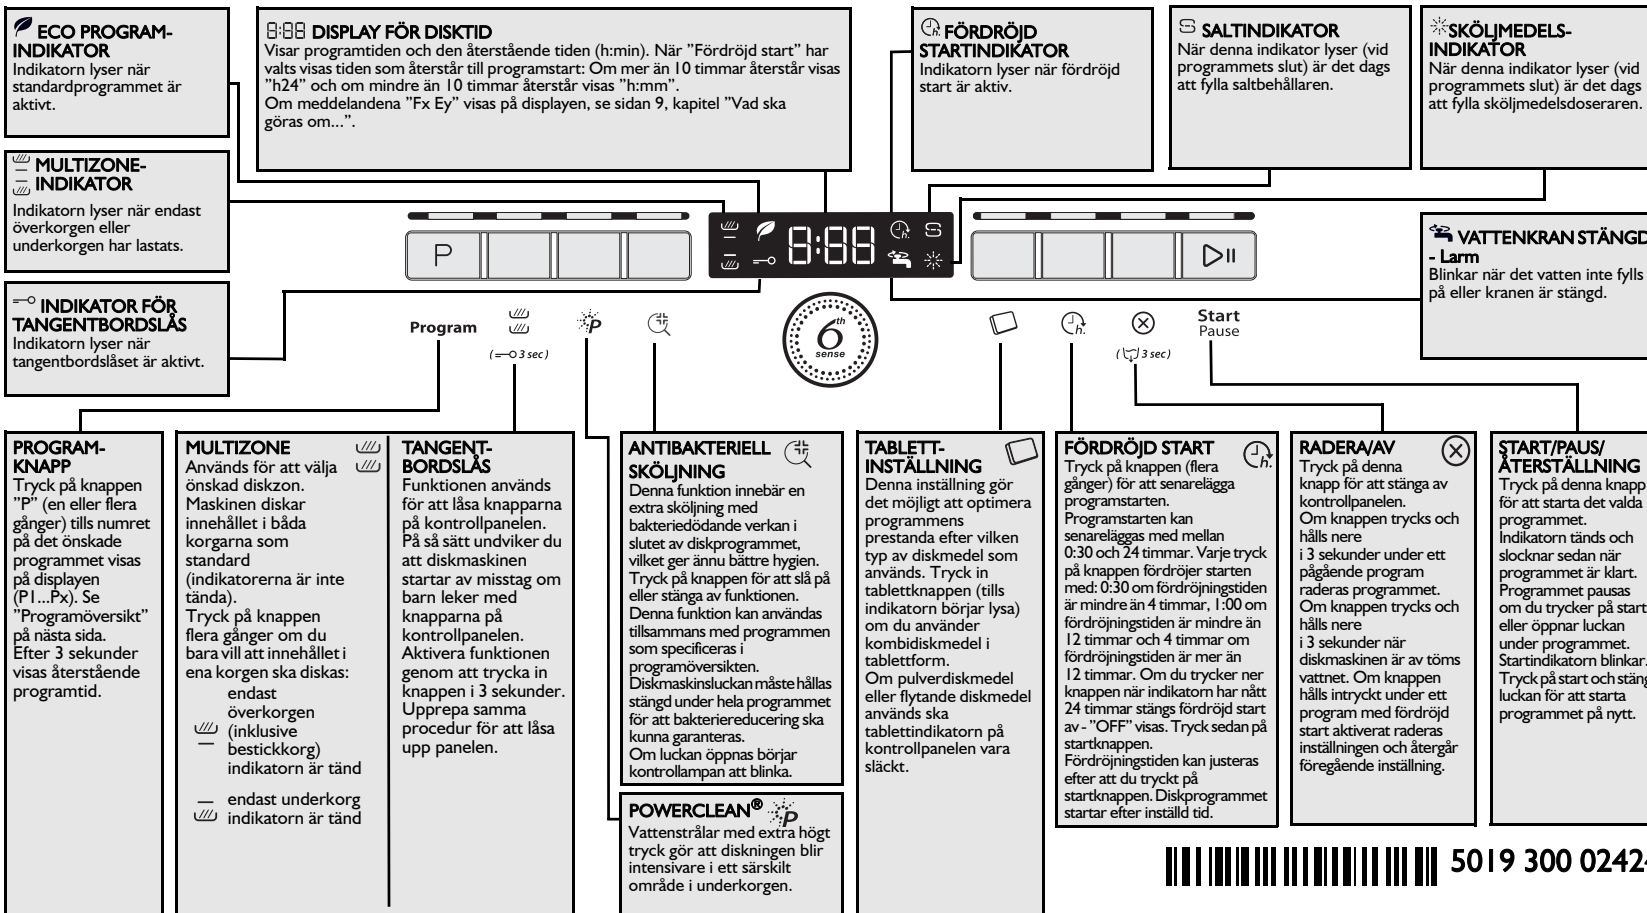 ECO PROGRAM-
INDIKATOR
Indikatorn lyser när
standardprogrammet är
aktivt.
8:88 DISPLAY FÖR DISKTID
Visar programtiden och den återstående tiden (h:min). När ”Fördröjd start” har
valts visas tiden som återstår till programstart: Om mer än 10 timmar återstår visas
”h24” och om mindre än 10 timmar återstår visas ”h:mm”.
Om meddelandena ”Fx Ey” visas på displayen, se sidan 9, kapitel ”Vad ska
göras om...”.
h. FÖRDRÖJD
STARTINDIKATOR
Indikatorn lyser när fördröjd
start är aktiv.
SALTINDIKATOR
När denna indikator lyser (vid
programmets slut) är det dags
att fylla saltbehållaren.
SKÖLJMEDELS-
INDIKATOR
När denna indikator lyser (vid
programmets slut) är det dags
att fylla sköljmedelsdoseraren.
MULTIZONE-
INDIKATOR
Indikatorn lyser när endast
överkorgen eller
underkorgen har lastats.
INDIKATOR FÖR
TANGENTBORDSLÅS
Indikatorn lyser när
tangentbordslåset är aktivt.
VATTENKRAN STÄNGD
- Larm
Blinkar när det vatten inte fylls
på eller kranen är stängd.
P
8:88
h.
Program
(3 sec)
P
6th
sense
h.
(3 sec)
Start
Pause
PROGRAM-
KNAPP
Tryck på knappen
”P” (en eller flera
gånger) tills numret
på det önskade
programmet visas
på displayen
(P1...Px). Se
”Programöversikt”
på nästa sida.
Efter 3 sekunder
visas återstående
programtid.
MULTIZONE
Används för att välja
önskad diskzon.
Maskinen diskar
innehållet i båda
korgarna som
standard
(indikatorerna är inte
tända).
Tryck på knappen
flera gånger om du
bara vill att innehållet i
ena korgen ska diskas:
endast
överkorgen
(inklusive
bestickkorg)
indikatorn är tänd
endast underkorg
indikatorn är tänd
TANGENT-
BORDSLÅS
Funktionen används
för att låsa knapparna
på kontrollpanelen.
På så sätt undviker du
att diskmaskinen
startar av misstag om
barn leker med
knapparna på
kontrollpanelen.
Aktivera funktionen
genom att trycka in
knappen i 3 sekunder.
Upprepa samma
procedur för att låsa
upp panelen.
ANTIBAKTERIELL
SKÖLJNING
Denna funktion innebär en
extra sköljning med
bakteriedödande verkan i
slutet av diskprogrammet,
vilket ger ännu bättre hygien.
Tryck på knappen för att slå på
eller stänga av funktionen.
Denna funktion kan användas
tillsammans med programmen
som specificeras i
programöversikten.
Diskmaskinsluckan måste hållas
stängd under hela programmet
för att bakteriereducering ska
kunna garanteras.
Om luckan öppnas börjar
kontrollampan att blinka.
POWERCLEAN® P
Vattenstrålar med extra högt
tryck gör att diskningen blir
intensivare i ett särskilt
område i underkorgen.
TABLETT-
INSTÄLLNING
Denna inställning gör
det möjligt att optimera
programmens
prestanda efter vilken
typ av diskmedel som
används. Tryck in
tablettknappen (tills
indikatorn börjar lysa)
om du använder
kombidiskmedel i
tablettform.
Om pulverdiskmedel
eller flytande diskmedel
används ska
tablettindikatorn på
kontrollpanelen vara
släckt.
FÖRDRÖJD START h.
Tryck på knappen (flera
gånger) för att senarelägga
programstarten.
Programstarten kan
senareläggas med mellan
0:30 och 24 timmar. Varje tryck
på knappen fördröjer starten
med: 0:30 om fördröjningstiden
är mindre än 4 timmar, 1:00 om
fördröjningstiden är mindre än
12 timmar och 4 timmar om
fördröjningstiden är mer än
12 timmar. Om du trycker ner
knappen när indikatorn har nått
24 timmar stängs fördröjd start
av - ”OFF” visas. Tryck sedan på
startknappen.
Fördröjningstiden kan justeras
efter att du tryckt på
startknappen. Diskprogrammet
startar efter inställd tid.
RADERA/AV
Tryck på denna
knapp för att stänga av
kontrollpanelen.
Om knappen trycks och
hålls nere
i 3 sekunder under ett
pågående program
raderas programmet.
Om knappen trycks och
hålls nere
i 3 sekunder när
diskmaskinen är av töms
vattnet. Om knappen
hålls intryckt under ett
program med fördröjd
start aktiverat raderas
inställningen och återgår
föregående inställning.
START/PAUS/
ÅTERSTÄLLNING
Tryck på denna knapp
för att starta det valda
programmet.
Indikatorn tänds och
slocknar sedan när
programmet är klart.
Programmet pausas
om du trycker på start
eller öppnar luckan
under programmet.
Startindikatorn blinkar.
Tryck på start och stäng
luckan för att starta
programmet på nytt.
5019 300 0242